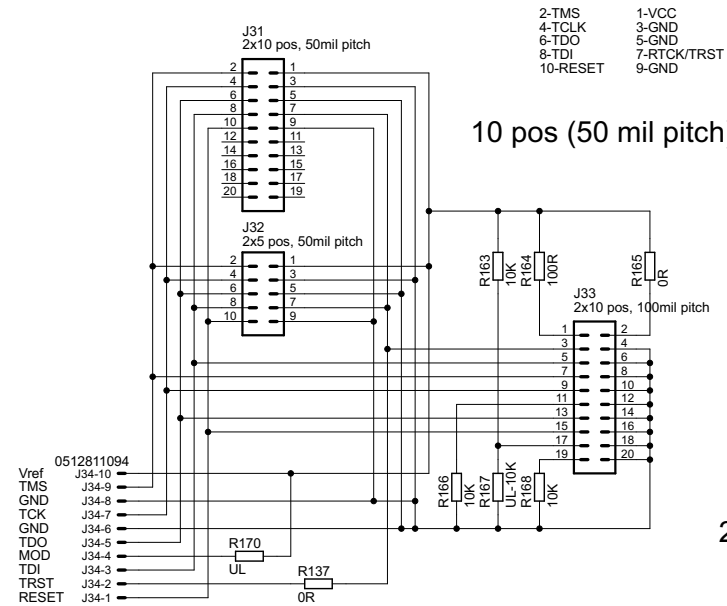 2-TMS 1-VCC
4-TCLK 3-GND
6-TDO 5-GND
8-TDI 7-RTCK/TRST
10-RESET 9-GND
10 pos (50 mil pitch
J31
2x10 pos, 50mil pitch
2 1
4 3
6 5
8 7
10 9
12 11
14 13
16 15
18 17
20 19
J32
2x5 pos, 50mil pitch
2 1
4 3
6 5
8 7
10 9
R163 10K
R164 100R
R165 0R
J33
2x10 pos, 100mil pitch
1 2
3 4
5 6
7 8
9 10
11 12
13 14
15 16
17 18
19 20
R166 10K
R167 UL-10K
R168 10K
0512811094
Vref J34-10
TMS J34-9
GND J34-8
TCK J34-7
GND J34-6
TDO J34-5
MOD J34-4
TDI J34-3
TRST J34-2
RESET J34-1
R170
UL
R137
0R
2